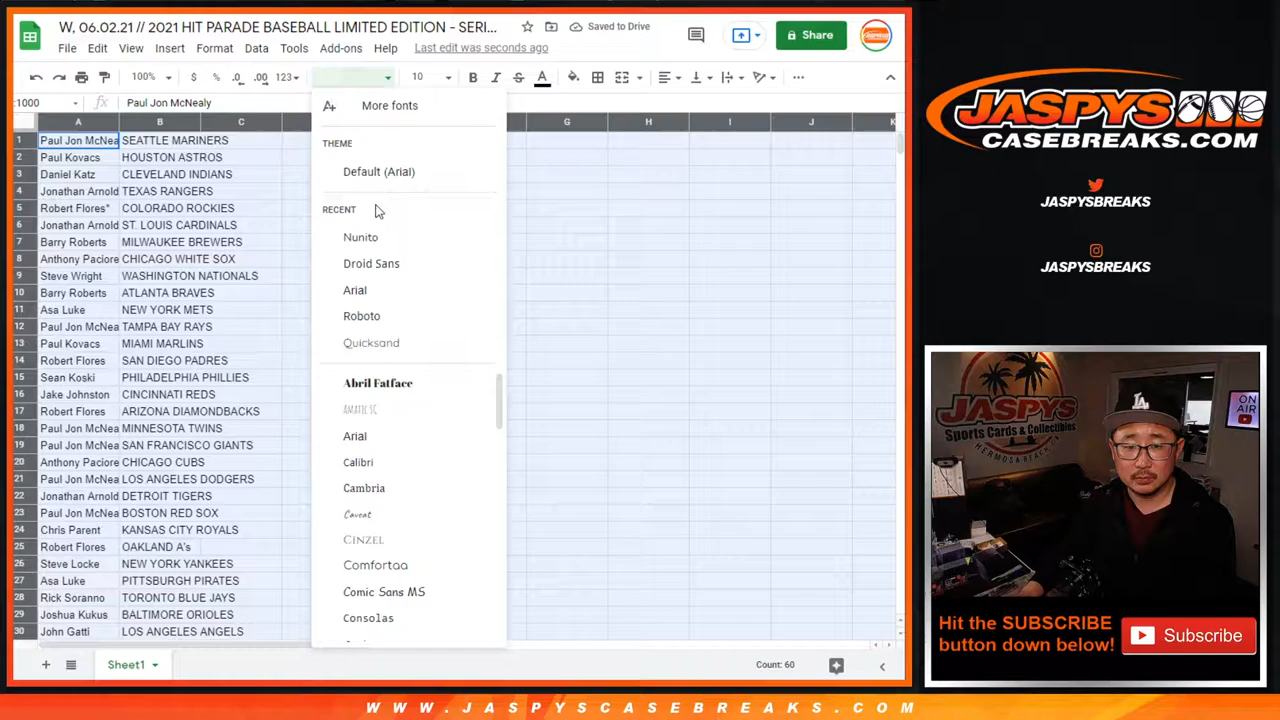 W, 06.02.21 // 2021 HIT PARADE BASEBALL LIMITED EDITION - SERI...
Saved to Drive
Share
File Edit View Insert Format Data Tools Add-ons Help Last edit was seconds ago
100% $ % .0 .00 123 10 B I S A
:1000 fx Paul Jon McNealy
A B C G H I J K
1 Paul Jon McNea SEATTLE MARINERS
2 Paul Kovacs HOUSTON ASTROS
3 Daniel Katz CLEVELAND INDIANS
4 Jonathan Arnold TEXAS RANGERS
5 Robert Flores* COLORADO ROCKIES
6 Jonathan Arnold ST. LOUIS CARDINALS
7 Barry Roberts MILWAUKEE BREWERS
8 Anthony Paciore CHICAGO WHITE SOX
9 Steve Wright WASHINGTON NATIONALS
10 Barry Roberts ATLANTA BRAVES
11 Asa Luke NEW YORK METS
12 Paul Jon McNea TAMPA BAY RAYS
13 Paul Kovacs MIAMI MARLINS
14 Robert Flores SAN DIEGO PADRES
15 Sean Koski PHILADELPHIA PHILLIES
16 Jake Johnston CINCINNATI REDS
17 Robert Flores ARIZONA DIAMONDBACKS
18 Paul Jon McNea MINNESOTA TWINS
19 Paul Jon McNea SAN FRANCISCO GIANTS
20 Anthony Paciore CHICAGO CUBS
21 Paul Jon McNea LOS ANGELES DODGERS
22 Jonathan Arnold DETROIT TIGERS
23 Paul Jon McNea BOSTON RED SOX
24 Chris Parent KANSAS CITY ROYALS
25 Robert Flores OAKLAND A's
26 Steve Locke NEW YORK YANKEES
27 Asa Luke PITTSBURGH PIRATES
28 Rick Soranno TORONTO BLUE JAYS
29 Joshua Kukus BALTIMORE ORIOLES
30 John Gatti LOS ANGELES ANGELS
More fonts
THEME
Default (Arial)
RECENT
Nunito
Droid Sans
Arial
Roboto
Quicksand
Abril Fatface
AMATIC SC
Arial
Calibri
Cambria
Caveat
CINZEL
Comfortaa
Comic Sans MS
Consolas
Sheet1
Count: 60
JASPYS
CASEBREAKS.COM
JASPYSBREAKS
JASPYSBREAKS
JASPYS
Sports Cards & Collectibles
HERMOSA BEACH
LA
ON
AIR
Hit the SUBSCRIBE
button down below!
Subscribe
WWW.JASPYSCASEBREAKS.COM